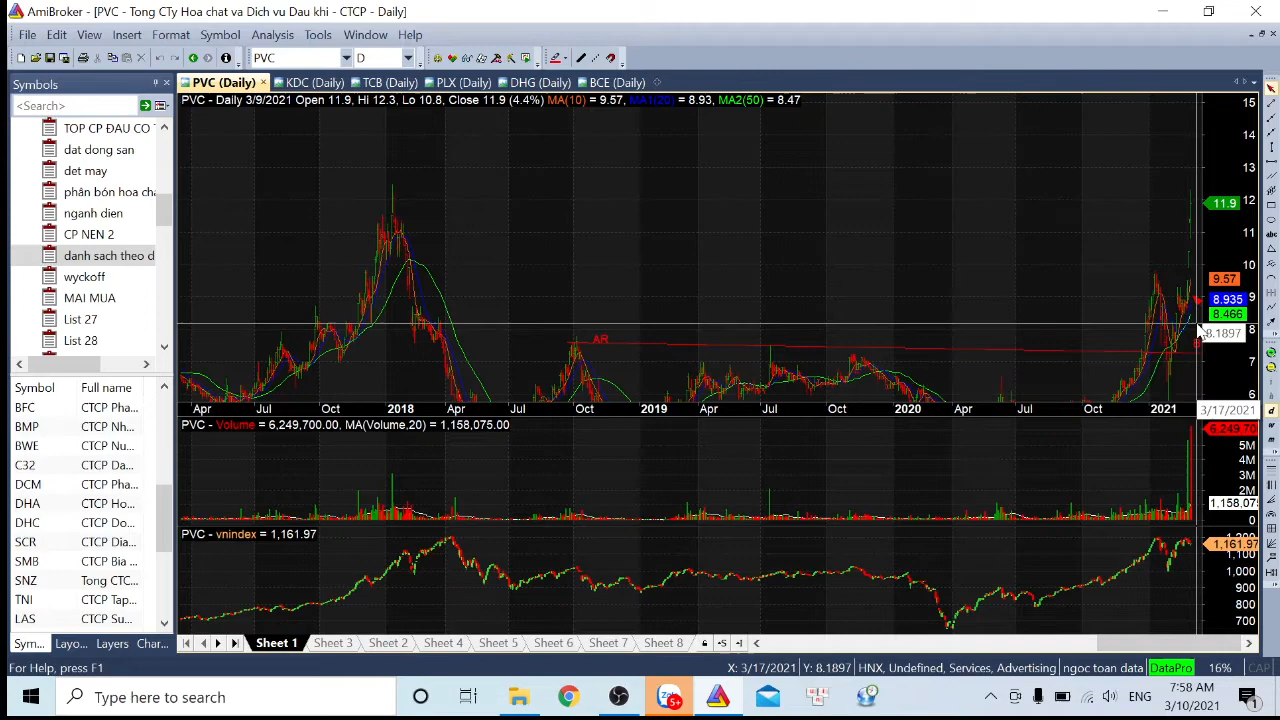 AmiBroker - [PVC - Tong CTy Hoa chat va Dich vu Dau khi - CTCP - Daily]
File Edit View Insert Format Symbol Analysis Tools Window Help
PVC D
Symbols
PVC (Daily) KDC (Daily) TCB (Daily) PLX (Daily) DHG (Daily) BCE (Daily)
<Search>
PVC - Daily 3/9/2021 Open 11.9, Hi 12.3, Lo 10.8, Close 11.9 (4.4%) MA(10) = 9.57, MA1(20) = 8.93, MA2(50) = 8.47
TOP CP ĐAU CO
dat dong san
det may
phân bón hoa cha
nganh dien
CP NEN 2
danh sach theo d
wyckoff
MAI MUA
List 27
List 28
15
14
13
12
11.9
11
10
9.57
9
8.935
8.466
8
8.1897
7
6
AR
Apr Jul Oct 2018 Apr Jul Oct 2019 Apr Jul Oct 2020 Apr Jul Oct 2021 3/17/2021
Symbol Full name
BFC CTCP Pha...
BMP CTCP Nh...
BWE CTCP Nu...
C32 CTCP Da...
DCM CTCP Pha...
DHA CTCP Ho...
DHC CTCP Do...
SCR CTCP Dia...
SMB CTCP Bia...
SNZ Tong CTC...
TNI CTCP Tap...
LAS CTCP Su...
PVC - Volume = 6,249,700.00, MA(Volume,20) = 1,158,075.00
6,249,70
5M
4M
3M
2M
1,158,07
0
PVC - vnindex = 1,161.97
1,161.97
1,100
1,000
900
800
700
Sym... Layo... Layers Char...
Sheet 1 Sheet 3 Sheet 2 Sheet 4 Sheet 5 Sheet 6 Sheet 7 Sheet 8
For Help, press F1
X: 3/17/2021 Y: 8.1897 HNX, Undefined, Services, Advertising ngoc toan data DataPro 16% CAP
Type here to search
5+
ENG
7:58 AM
3/10/2021
1